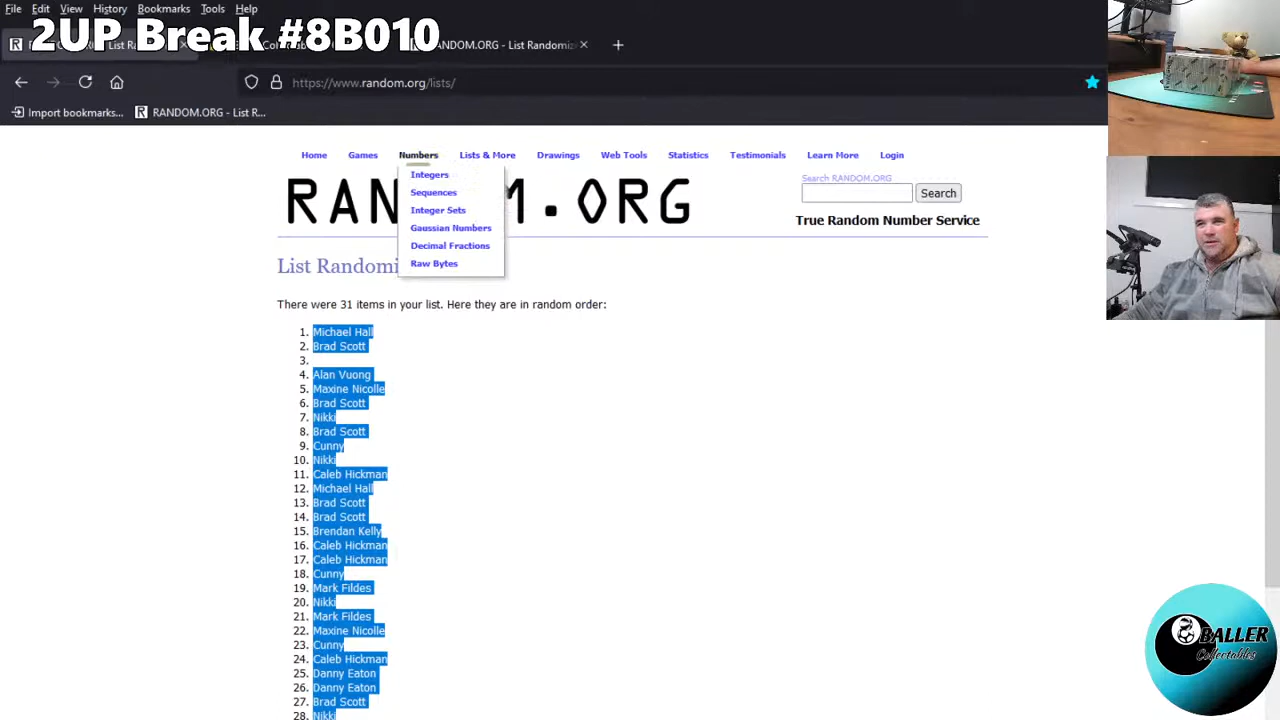 File Edit View History Bookmarks Tools Help
2UP Break #8B010
RANDOM.ORG - List Randomiz
https://www.random.org/lists/
Import bookmarks... RANDOM.ORG - List R...
Home Games Numbers Lists & More Drawings Web Tools Statistics Testimonials Learn More Login
Integers
Sequences
Integer Sets
Gaussian Numbers
Decimal Fractions
Raw Bytes
Search RANDOM.ORG
Search
True Random Number Service
List Randomi
There were 31 items in your list. Here they are in random order:
1. Michael Hall
2. Brad Scott
3.
4. Alan Vuong
5. Maxine Nicolle
6. Brad Scott
7. Nikki
8. Brad Scott
9. Cunny
10. Nikki
11. Caleb Hickman
12. Michael Hall
13. Brad Scott
14. Brad Scott
15. Brendan Kelly
16. Caleb Hickman
17. Caleb Hickman
18. Cunny
19. Mark Fildes
20. Nikki
21. Mark Fildes
22. Maxine Nicolle
23. Cunny
24. Caleb Hickman
25. Danny Eaton
26. Danny Eaton
27. Brad Scott
28. Nikki
BALLER
Collectables